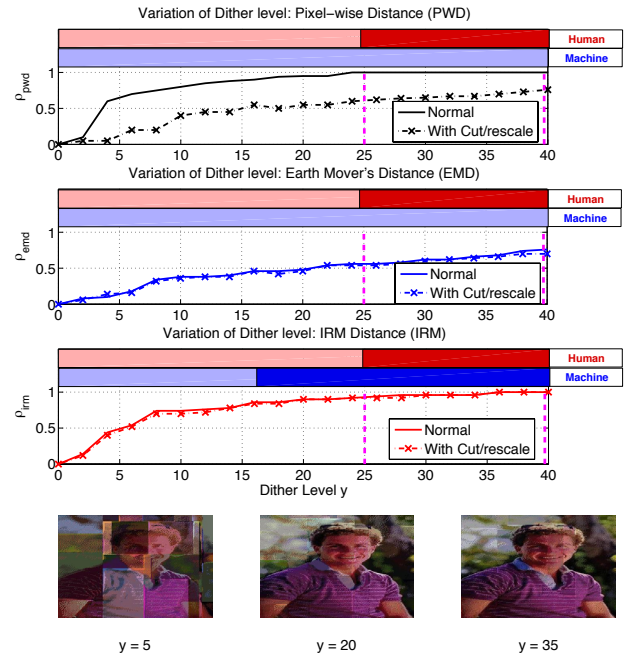 Variation of Dither level: Pixel−wise Distance (PWD)
Human
Machine
1
0.5
0
ρpwd
Normal
With Cut/rescale
0 5 10 15 20 25 30 35 40
Variation of Dither level: Earth Mover's Distance (EMD)
Human
Machine
1
0.5
0
ρemd
Normal
With Cut/rescale
0 5 10 15 20 25 30 35 40
Variation of Dither level: IRM Distance (IRM)
Human
Machine
1
0.5
0
ρirm
Normal
With Cut/rescale
0 5 10 15 20 25 30 35 40
Dither Level y
y = 5 y = 20 y = 35